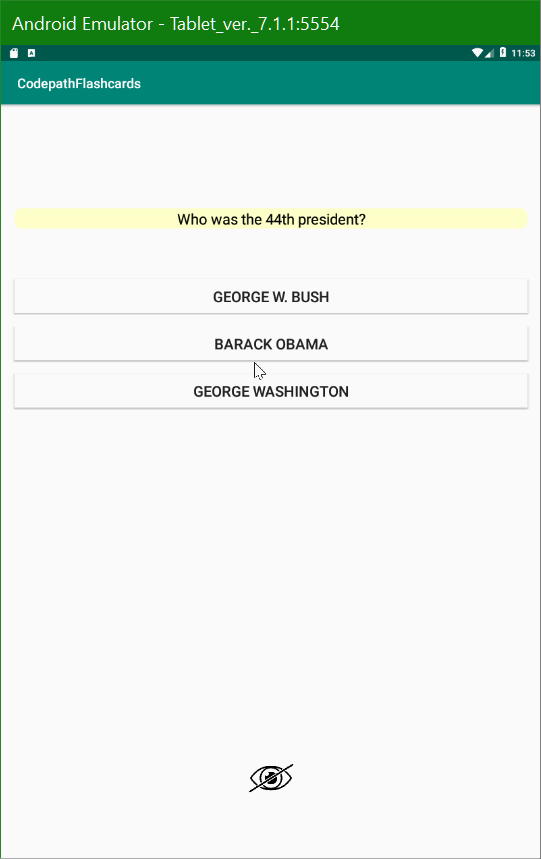 Android Emulator - Tablet_ver._7.1.1:5554
A 11:53
CodepathFlashcards
Who was the 44th president?
GEORGE W. BUSH
BARACK OBAMA
GEORGE WASHINGTON